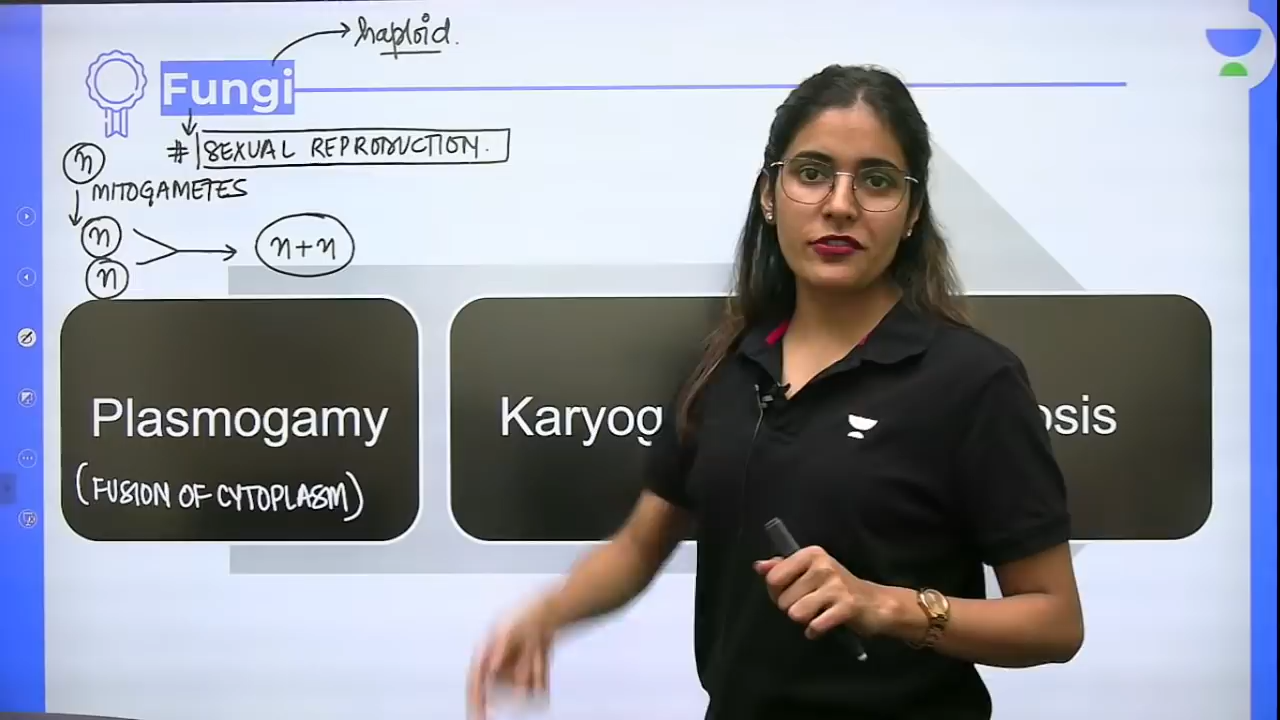 haploid.
Fungi
# SEXUAL REPRODUCTION.
n
MITOGAMETES
n
n
n+n
Plasmogamy
Karyog
osis
(FUSION OF CYTOPLASM)